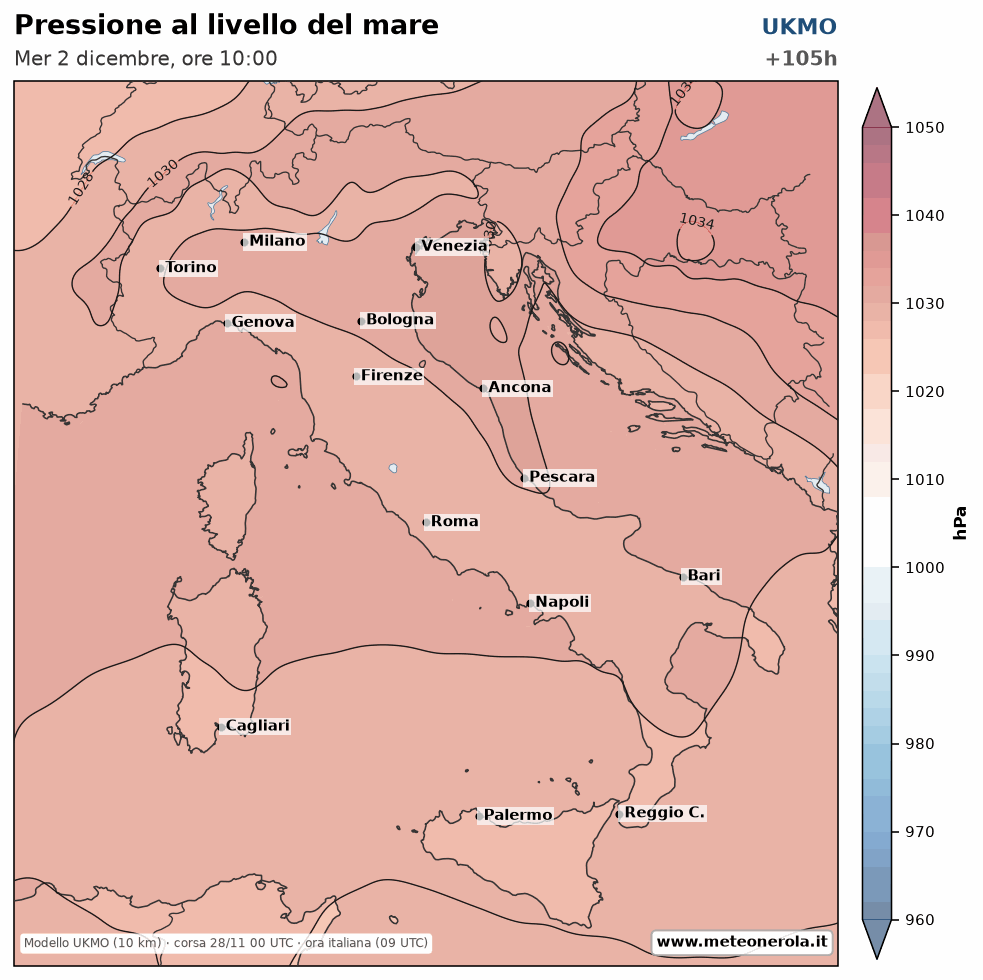 Pressione al livello del mare
UKMO
Mer 2 dicembre, ore 10:00
+105h
1028
1030
1034
Milano
Venezia
Torino
Genova
Bologna
Firenze
Ancona
Pescara
Roma
Bari
Napoli
Cagliari
Palermo
Reggio C.
1050
1040
1030
1020
1010
1000
990
980
970
960
hPa
Modello UKMO (10 km) · corsa 28/11 00 UTC · ora italiana (09 UTC)
www.meteonerola.it